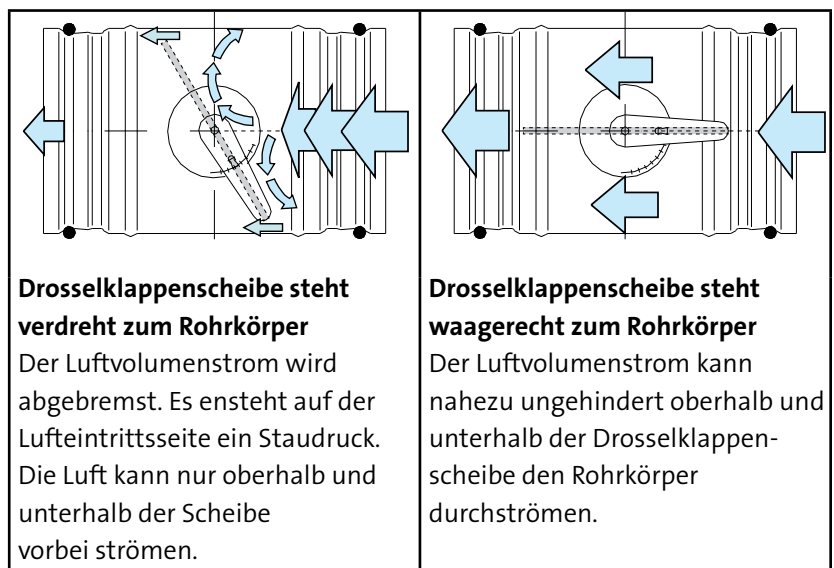 Drosselklappenscheibe steht
verdreht zum Rohrkörper
Der Luftvolumenstrom wird
abgebremst. Es ensteht auf der
Lufteintrittsseite ein Staudruck.
Die Luft kann nur oberhalb und
unterhalb der Scheibe
vorbei strömen.
Drosselklappenscheibe steht
waagerecht zum Rohrkörper
Der Luftvolumenstrom kann
nahezu ungehindert oberhalb und
unterhalb der Drosselklappen-
scheibe den Rohrkörper
durchströmen.